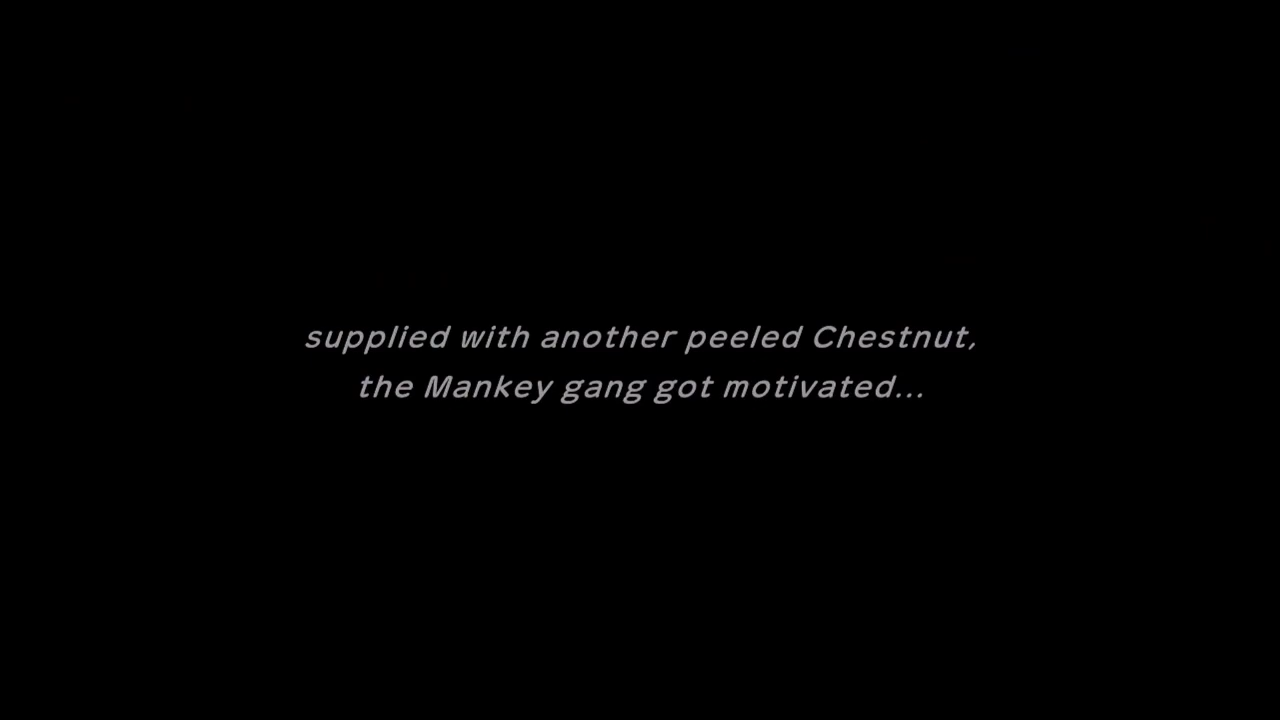 supplied with another peeled Chestnut,
the Mankey gang got motivated...